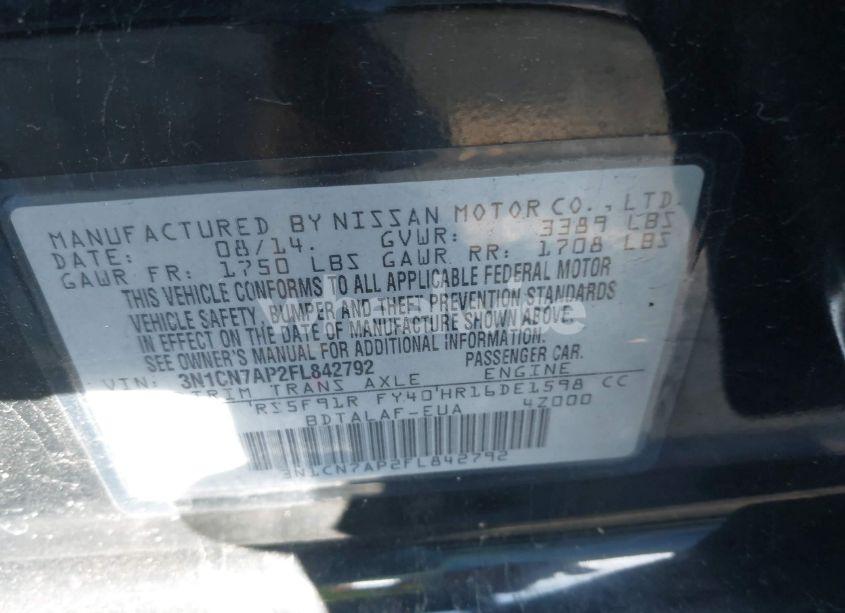 MANUFACTURED BY NISSAN MOTOR CO., LTD.
DATE: 08/14. GVWR: 3389 LBS
GAWR FR: 1750 LBS GAWR RR: 1708 LBS
THIS VEHICLE CONFORMS TO ALL APPLICABLE FEDERAL MOTOR
VEHICLE SAFETY, BUMPER AND THEFT PREVENTION STANDARDS
IN EFFECT ON THE DATE OF MANUFACTURE SHOWN ABOVE.
SEE OWNER'S MANUAL FOR ADDITIONAL INFORMATION.
VIN: 3N1CN7AP2FL842792 PASSENGER CAR.
TRIM TRANS AXLE ENGINE
RS5F91R FY40'HR16DE1598 CC
BDTALAF-EUA 4Z000
3N1CN7AP2FL842792